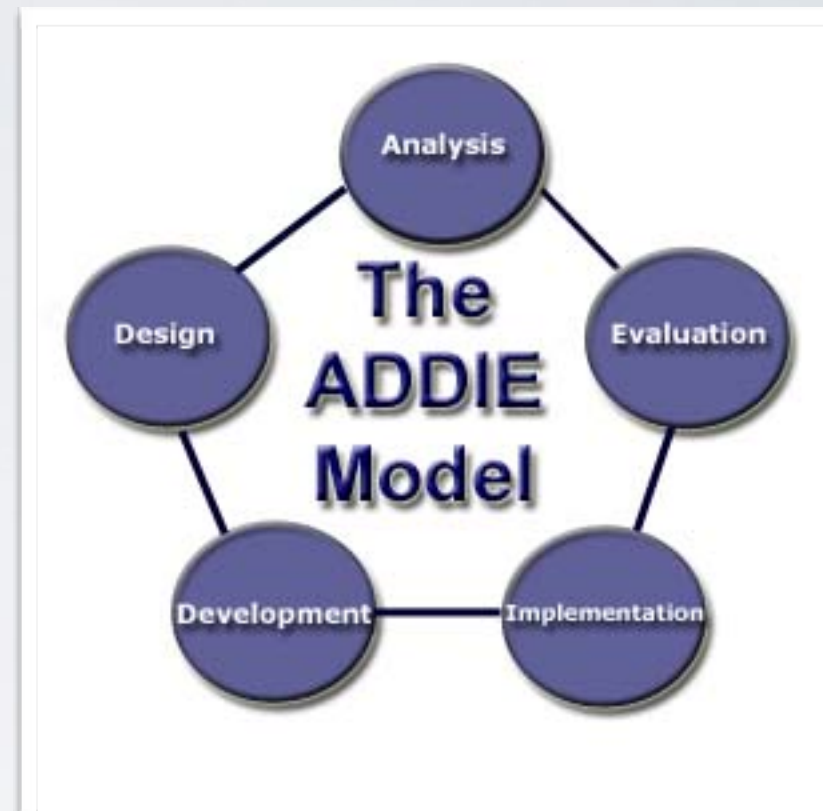 Analysis
The
ADDIE
Model
Design
Evaluation
Development
Implementation